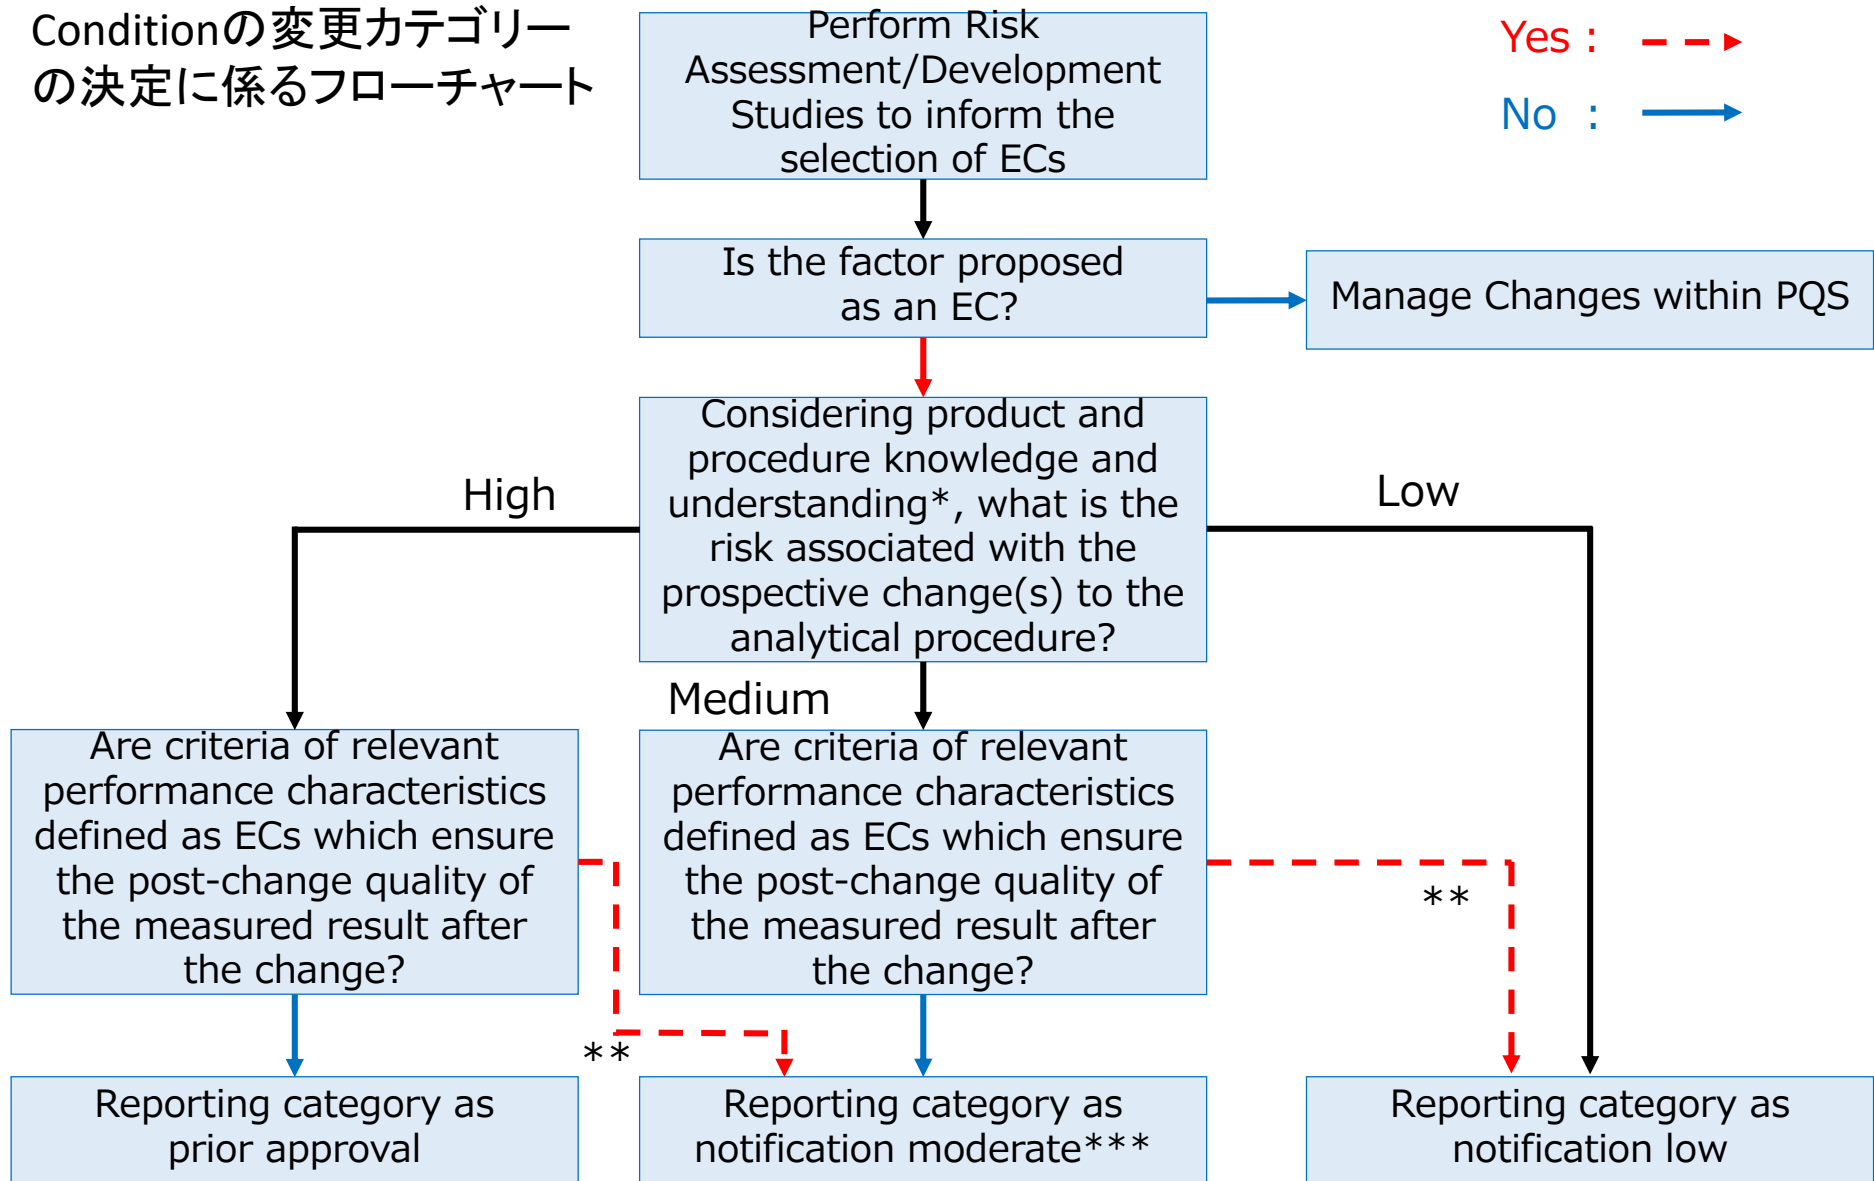 Conditionの変更カテゴリー
の決定に係るフローチャート
Perform Risk
Assessment/Development
Studies to inform the
selection of ECs
Yes :
No :
Is the factor proposed
as an EC?
Manage Changes within PQS
Considering product and
procedure knowledge and
understanding*, what is the
risk associated with the
prospective change(s) to the
analytical procedure?
High
Low
Medium
Are criteria of relevant
performance characteristics
defined as ECs which ensure
the post-change quality of
the measured result after
the change?
Are criteria of relevant
performance characteristics
defined as ECs which ensure
the post-change quality of
the measured result after
the change?
**
**
Reporting category as
prior approval
Reporting category as
notification moderate***
Reporting category as
notification low